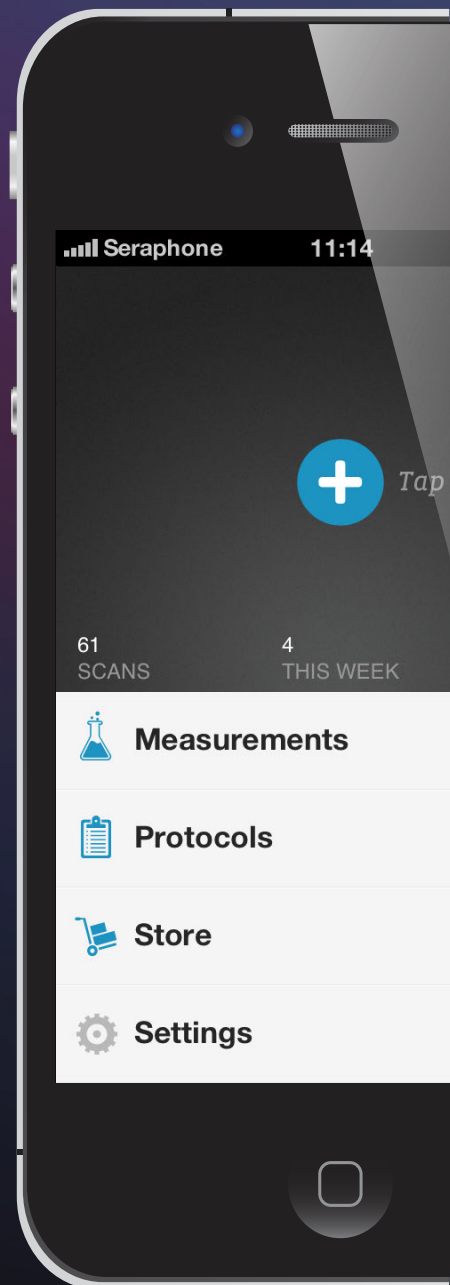 Seraphone 11:14
Tap
61 4
SCANS THIS WEEK
Measurements
Protocols
Store
Settings